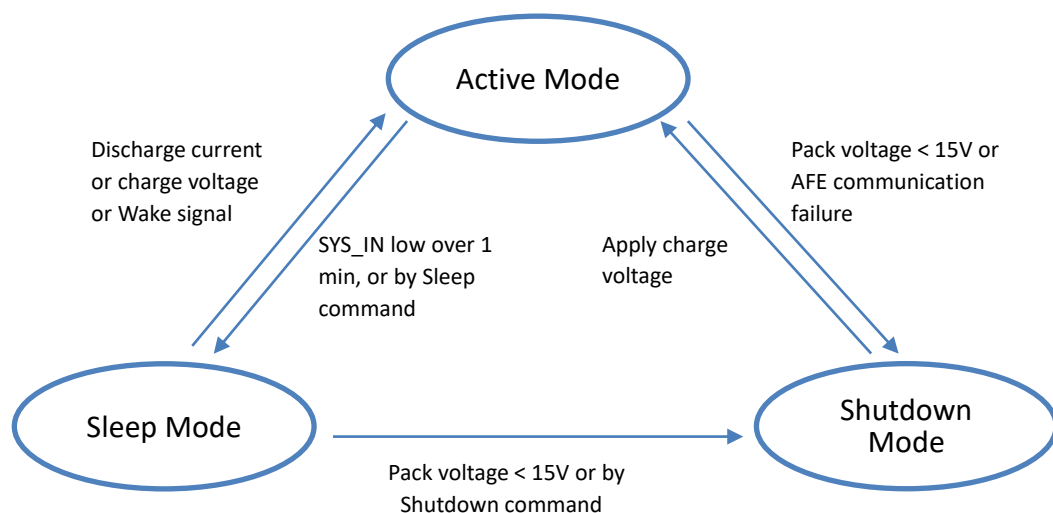 Active Mode
Discharge current
or charge voltage
or Wake signal
Pack voltage < 15V or
AFE communication
failure
SYS_IN low over 1
min, or by Sleep
command
Apply charge
voltage
Sleep Mode
Shutdown
Mode
Pack voltage < 15V or by
Shutdown command